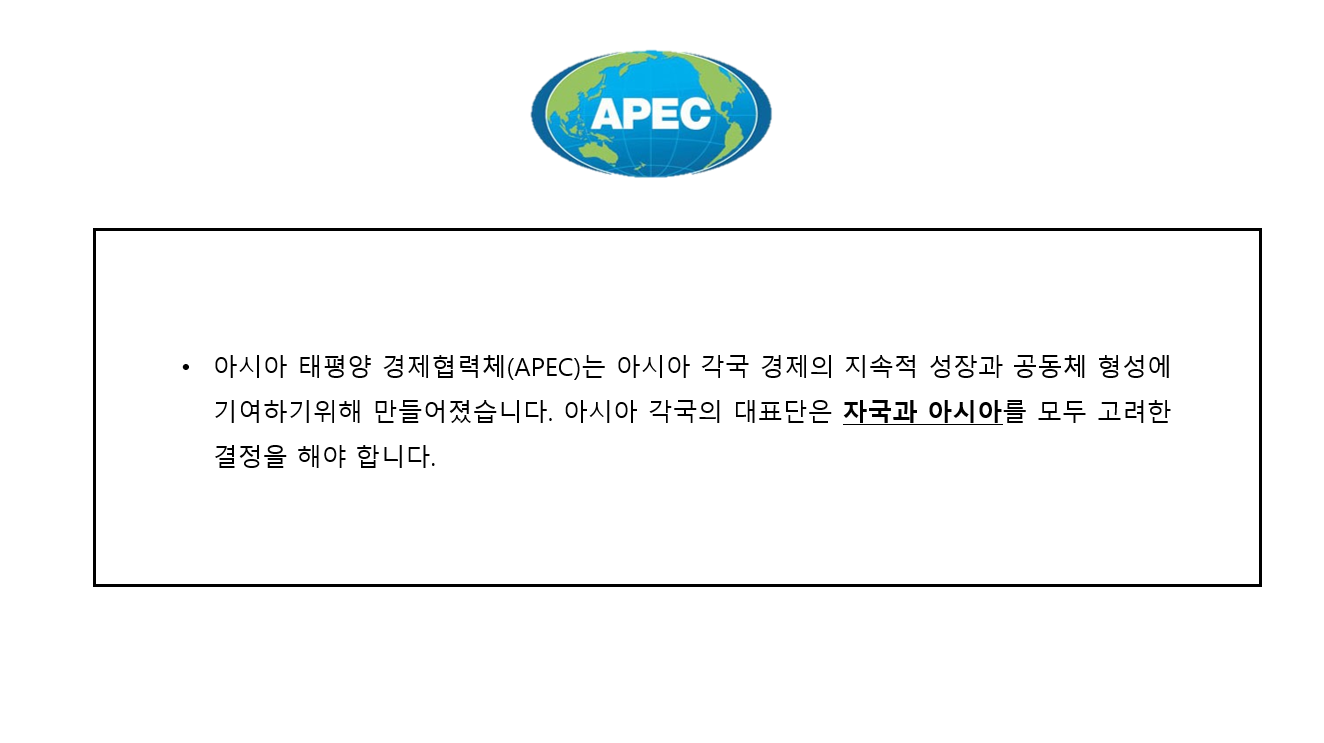 APEC
• 아시아 태평양 경제협력체(APEC)는 아시아 각국 경제의 지속적 성장과 공동체 형성에
기여하기위해 만들어졌습니다. 아시아 각국의 대표단은 자국과 아시아를 모두 고려한
결정을 해야 합니다.